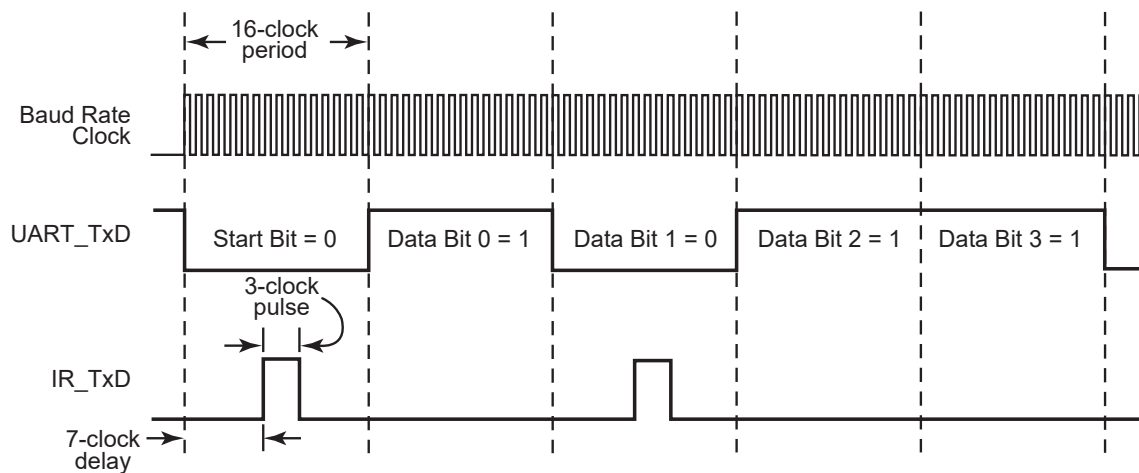 16-clock
period
Baud Rate
Clock
UART_TxD
Start Bit = 0
Data Bit 0 = 1
Data Bit 1 = 0
Data Bit 2 = 1
Data Bit 3 = 1
3-clock
pulse
IR_TxD
7-clock
delay